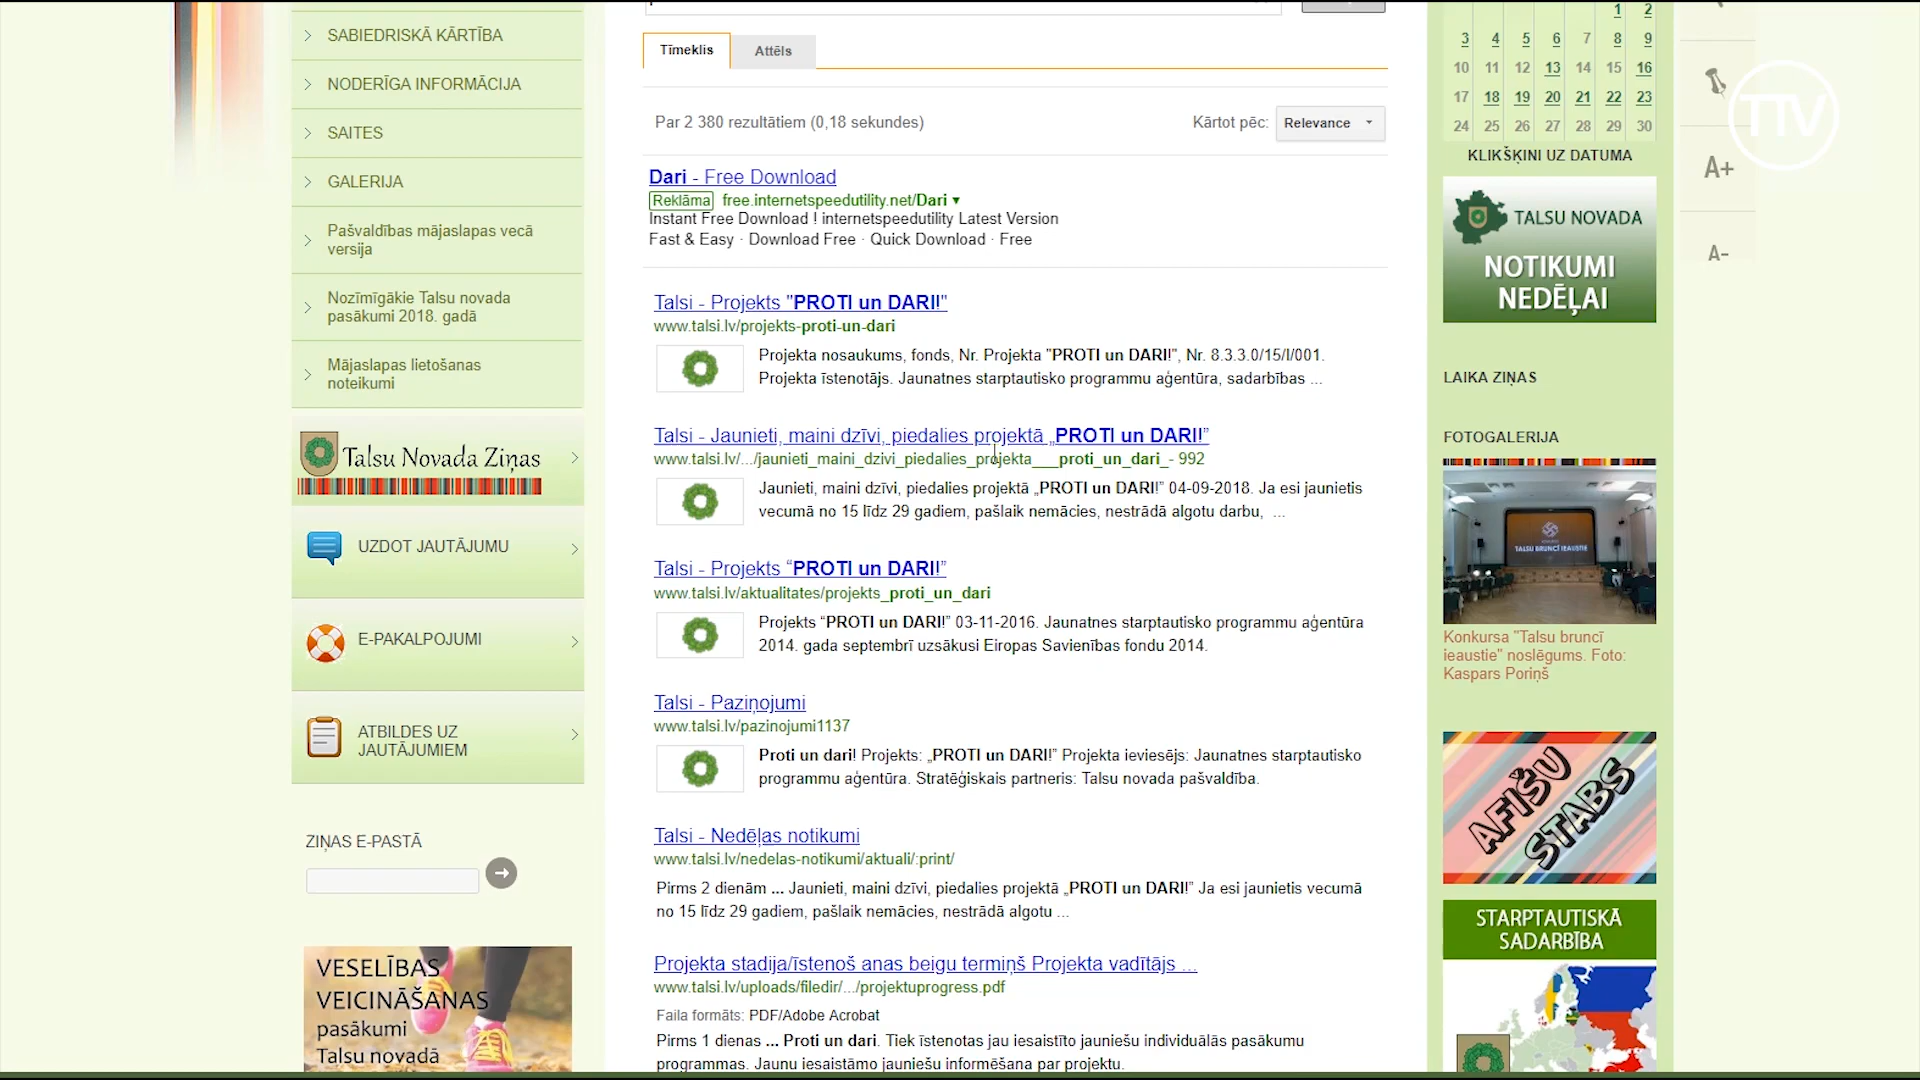 SABIEDRISKĀ KĀRTĪBA
NODERĪGA INFORMĀCIJA
SAITES
GALERIJA
Pašvaldības mājaslapas vecā
versija
Nozīmīgākie Talsu novada
pasākumi 2018. gadā
Mājaslapas lietošanas
noteikumi
Talsu Novada Ziņas
UZDOT JAUTĀJUMU
E-PAKALPOJUMI
ATBILDES UZ
JAUTĀJUMIEM
ZIŅAS E-PASTĀ
VESELĪBAS
VEICINĀŠANAS
pasākumi
Talsu novadā
Tīmeklis Attēls
Par 2 380 rezultātiem (0,18 sekundes)
Kārtot pēc: Relevance
Dari - Free Download
Reklāma free.internetspeedutility.net/Dari
Instant Free Download ! internetspeedutility Latest Version
Fast & Easy · Download Free · Quick Download · Free
Talsi - Projekts "PROTI un DARI!"
www.talsi.lv/projekts-proti-un-dari
Projekta nosaukums, fonds, Nr. Projekta "PROTI un DARI!", Nr. 8.3.3.0/15/I/001.
Projekta īstenotājs. Jaunatnes starptautisko programmu aģentūra, sadarbības ...
Talsi - Jaunieti, maini dzīvi, piedalies projektā „PROTI un DARI!”
www.talsi.lv/.../jaunieti_maini_dzivi_piedalies_projekta___proti_un_dari_- 992
Jaunieti, maini dzīvi, piedalies projektā „PROTI un DARI!” 04-09-2018. Ja esi jaunietis
vecumā no 15 līdz 29 gadiem, pašlaik nemācies, nestrādā algotu darbu, ...
Talsi - Projekts “PROTI un DARI!”
www.talsi.lv/aktualitates/projekts_proti_un_dari
Projekts “PROTI un DARI!” 03-11-2016. Jaunatnes starptautisko programmu aģentūra
2014. gada septembrī uzsākusi Eiropas Savienības fondu 2014.
Talsi - Paziņojumi
www.talsi.lv/pazinojumi1137
Proti un dari! Projekts: „PROTI un DARI!” Projekta ieviesējs: Jaunatnes starptautisko
programmu aģentūra. Stratēģiskais partneris: Talsu novada pašvaldība.
Talsi - Nedēļas notikumi
www.talsi.lv/nedelas-notikumi/aktuali/:print/
Pirms 2 dienām ... Jaunieti, maini dzīvi, piedalies projektā „PROTI un DARI!” Ja esi jaunietis vecumā
no 15 līdz 29 gadiem, pašlaik nemācies, nestrādā algotu ...
Projekta stadija/īstenoš anas beigu termiņš Projekta vadītājs ...
www.talsi.lv/uploads/filedir/.../projektuprogress.pdf
Faila formāts: PDF/Adobe Acrobat
Pirms 1 dienas ... Proti un dari. Tiek īstenotas jau iesaistīto jauniešu individuālās pasākumu
programmas. Jaunu iesaistāmo jauniešu informēšana par projektu.
1 2
3 4 5 6 7 8 9
10 11 12 13 14 15 16
17 18 19 20 21 22 23
24 25 26 27 28 29 30
KLIKŠĶINI UZ DATUMA
TALSU NOVADA
NOTIKUMI
NEDĒĻAI
LAIKA ZIŅAS
FOTOGALERIJA
TALSU BRUNČI IEAUSTIE
Konkursa "Talsu brunči
ieaustie" noslēgums. Foto:
Kaspars Poriņš
AFIŠU
STABS
STARPTAUTISKĀ
SADARBĪBA
TTV
A+
A-